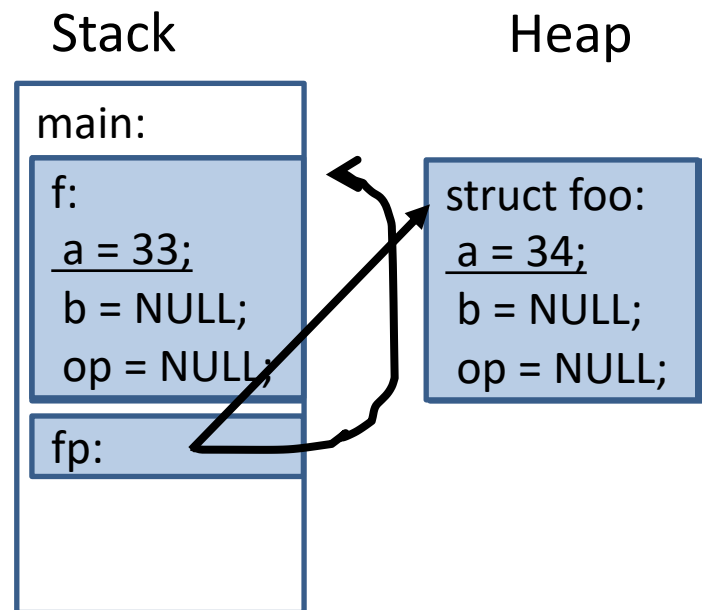 Stack
Heap
main:
f:
a = 33;
b = NULL;
op = NULL;
fp:
struct foo:
a = 34;
b = NULL;
op = NULL;